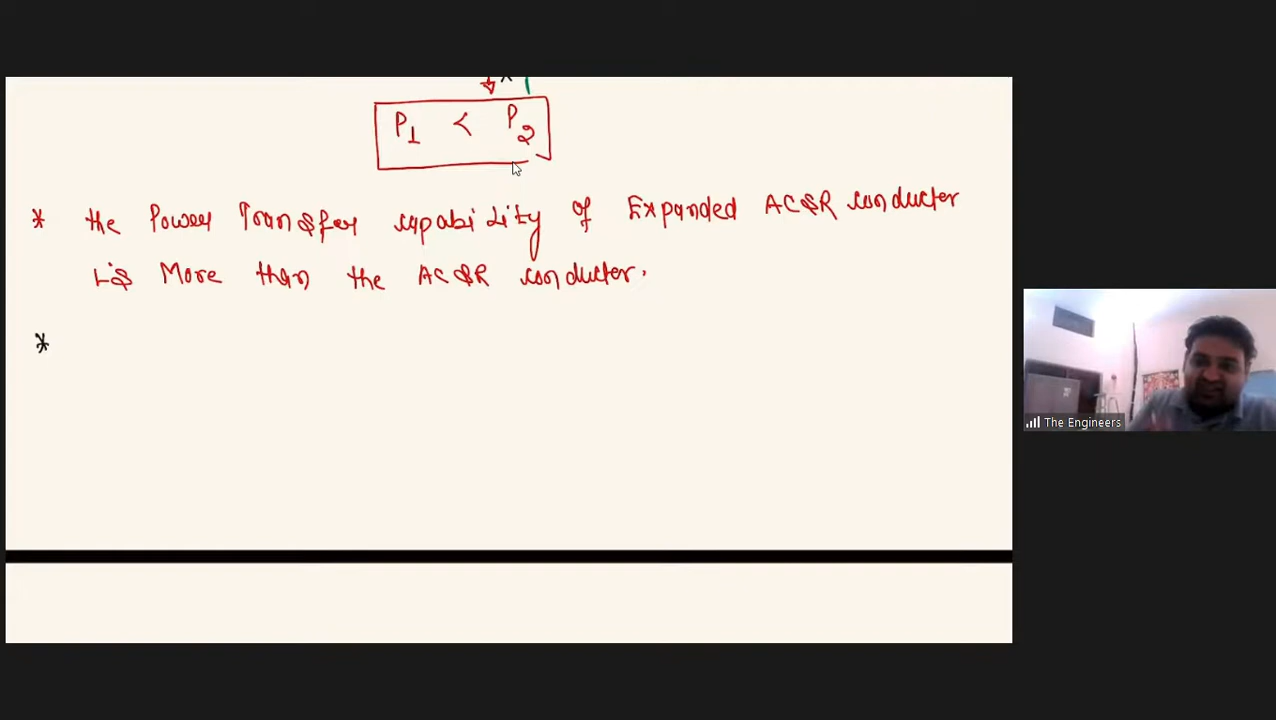 P1 < P2
* the Power Transfer capability of Expanded ACSR conductor
is More than the ACSR conductor.
*
The Engineers